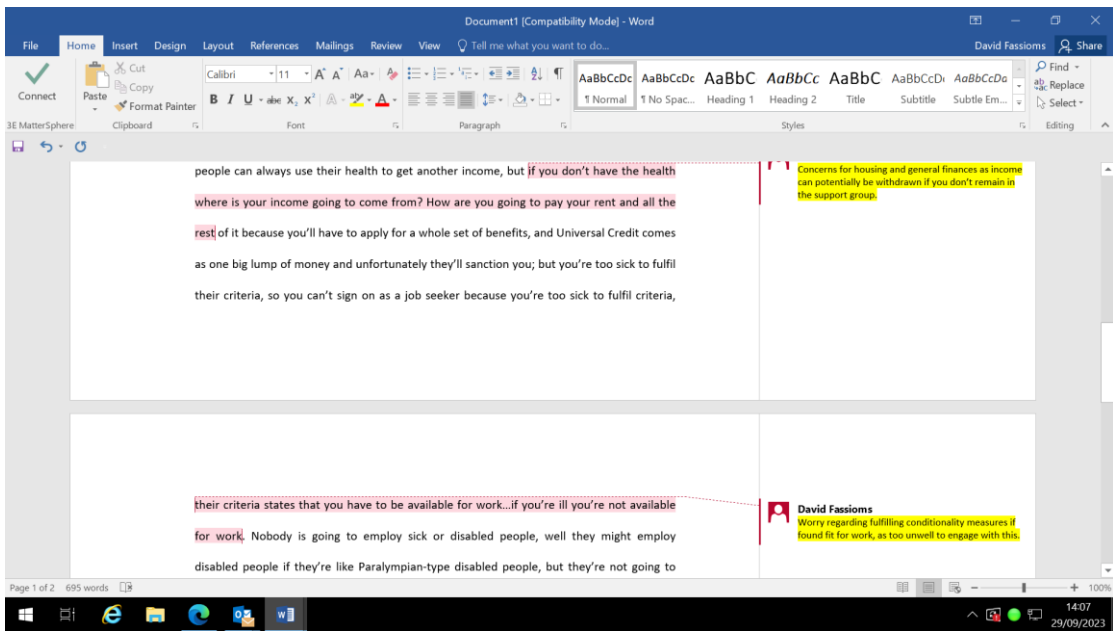 Document1 [Compatibility Mode] - Word
File Home Insert Design Layout References Mailings Review View Tell me what you want to do... David Fassioms Share
Connect
3E MatterSphere
Paste
Cut
Copy
Format Painter
Clipboard
Calibri 11
Font
Paragraph
AaBbCcDc AaBbCcDc AaBbC AaBbCc AaBbC AaBbCcD AaBbCcDa
¶ Normal ¶ No Spac... Heading 1 Heading 2 Title Subtitle Subtle Em...
Styles
Find
Replace
Select
Editing
people can always use their health to get another income, but if you don't have the health
where is your income going to come from? How are you going to pay your rent and all the
rest of it because you'll have to apply for a whole set of benefits, and Universal Credit comes
as one big lump of money and unfortunately they'll sanction you; but you're too sick to fulfil
their criteria, so you can't sign on as a job seeker because you're too sick to fulfil criteria,
Concerns for housing and general finances as income
can potentially be withdrawn if you don't remain in
the support group.
their criteria states that you have to be available for work...if you're ill you're not available
for work. Nobody is going to employ sick or disabled people, well they might employ
disabled people if they're like Paralympian-type disabled people, but they're not going to
David Fassioms
Worry regarding fulfilling conditionality measures if
found fit for work, as too unwell to engage with this.
Page 1 of 2 695 words 100%
14:07
29/09/2023